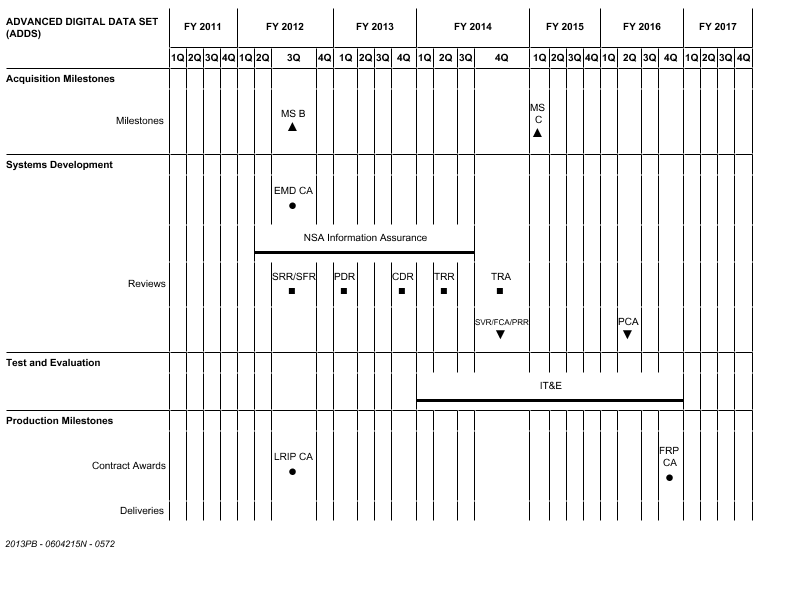 ADVANCED DIGITAL DATA SET
(ADDS)
FY 2011 FY 2012 FY 2013 FY 2014 FY 2015 FY 2016 FY 2017
1Q 2Q 3Q 4Q 1Q 2Q 3Q 4Q 1Q 2Q 3Q 4Q 1Q 2Q 3Q 4Q 1Q 2Q 3Q 4Q 1Q 2Q 3Q 4Q 1Q 2Q 3Q 4Q
Acquisition Milestones
Milestones
MS B
MS
C
Systems Development
EMD CA
NSA Information Assurance
Reviews
SRR/SFR PDR CDR TRR TRA
SVR/FCA/PRR PCA
Test and Evaluation
IT&E
Production Milestones
Contract Awards
LRIP CA
FRP
CA
Deliveries
2013PB - 0604215N - 0572